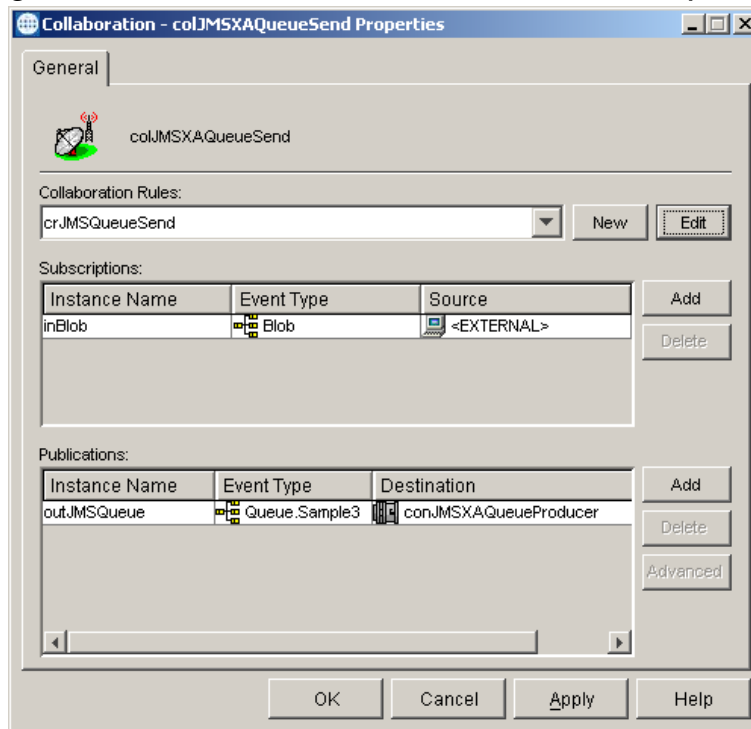 Collaboration - colJMSXAQueueSend Properties
General
colJMSXAQueueSend
Collaboration Rules:
crJMSQueueSend New Edit
Subscriptions:
Instance Name Event Type Source Add
inBlob Blob <EXTERNAL>
Delete
Publications:
Instance Name Event Type Destination Add
outJMSQueue Queue.Sample3 conJMSXAQueueProducer
Delete
Advanced
OK Cancel Apply Help